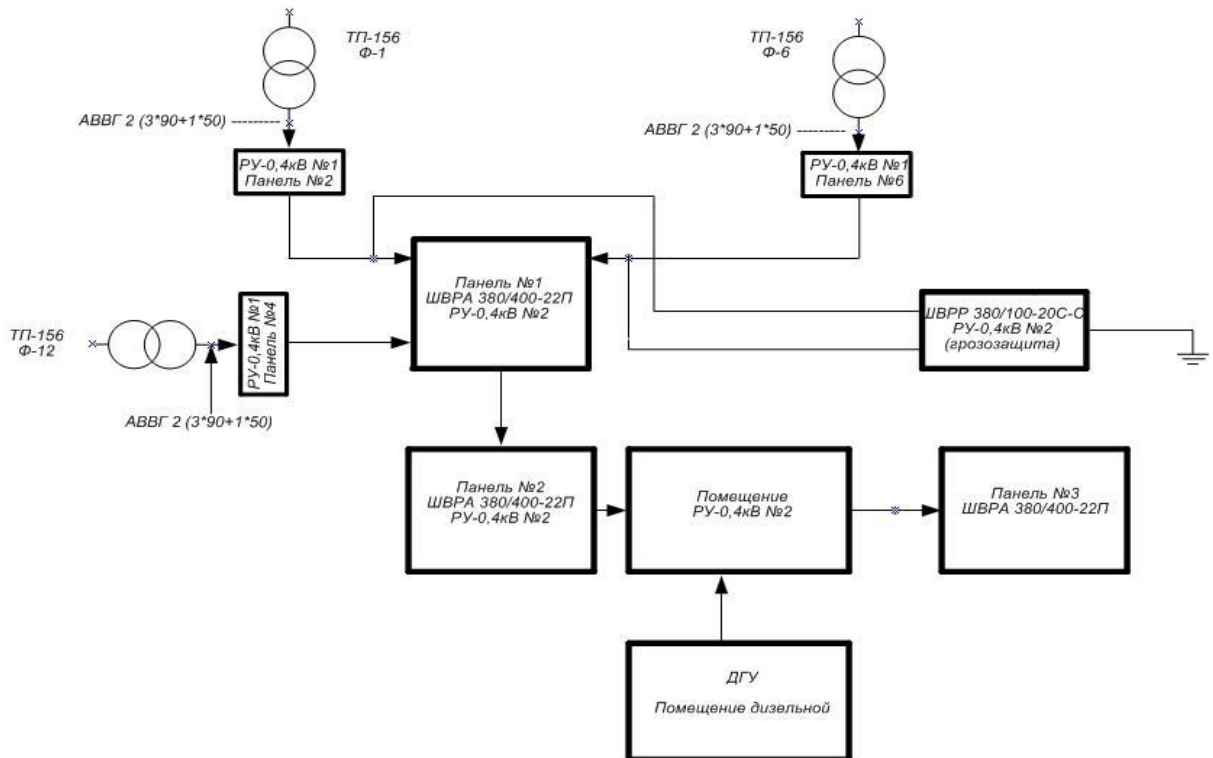 ТП-156
Ф-1
ТП-156
Ф-6
АВВГ 2 (3*90+1*50)
АВВГ 2 (3*90+1*50)
РУ-0,4кВ №1
Панель №2
РУ-0,4кВ №1
Панель №6
Панель №1
ШВРА 380/400-22П
РУ-0,4кВ №2
ТП-156
Ф-12
РУ-0,4кВ №1
Панель №4
АВВГ 2 (3*90+1*50)
ШВРР 380/100-20С-С
РУ-0,4кВ №2
(грозозащита)
Панель №2
ШВРА 380/400-22П
РУ-0,4кВ №2
Помещение
РУ-0,4кВ №2
Панель №3
ШВРА 380/400-22П
ДГУ
Помещение дизельной